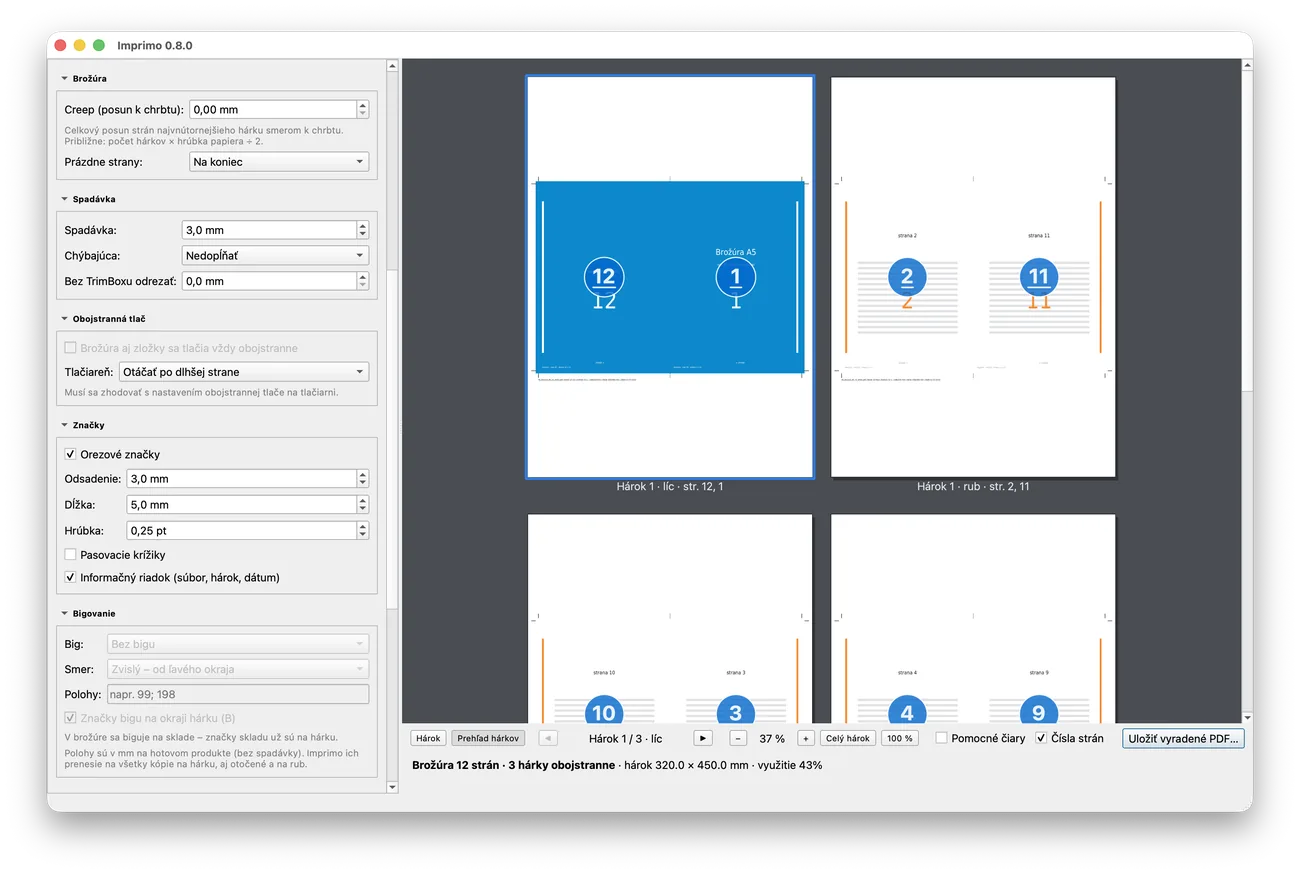 Imprimo 0.8.0
Brožúra
Creep (posun k chrbtu): 0,00 mm
Celkový posun strán najvnútornejšieho hárku smerom k chrbtu.
Približne: počet hárkov × hrúbka papiera ÷ 2.
Prázdne strany: Na koniec
Spadávka
Spadávka: 3,0 mm
Chýbajúca: Nedopĺňať
Bez TrimBoxu odrezať: 0,0 mm
Obojstranná tlač
Brožúra aj zložky sa tlačia vždy obojstranne
Tlačiareň: Otáčať po dlhšej strane
Musí sa zhodovať s nastavením obojstrannej tlače na tlačiarni.
Značky
Orezové značky
Odsadenie: 3,0 mm
Dĺžka: 5,0 mm
Hrúbka: 0,25 pt
Pasovacie krížiky
Informačný riadok (súbor, hárok, dátum)
Bigovanie
Big: Bez bigu
Smer: Zvislý – od ľavého okraja
Polohy: napr. 99; 198
Značky bigu na okraji hárku (B)
V brožúre sa biguje na sklade – značky skladu už sú na hárku.
Polohy sú v mm na hotovom produkte (bez spadávky). Imprimo ich
prenesie na všetky kópie na hárku, aj otočené a na rub.
Brožúra A5
12 1
12 1
Hárok 1 · líc · str. 12, 1
strana 2 strana 11
2 11
2 11
Hárok 1 · rub · str. 2, 11
strana 10 strana 3
10 3
strana 4 strana 9
4 9
Hárok Prehľad hárkov Hárok 1 / 3 · líc − 37 % + Celý hárok 100 % Pomocné čiary Čísla strán Uložiť vyradené PDF...
Brožúra 12 strán · 3 hárky obojstranne · hárok 320.0 × 450.0 mm · využitie 43%